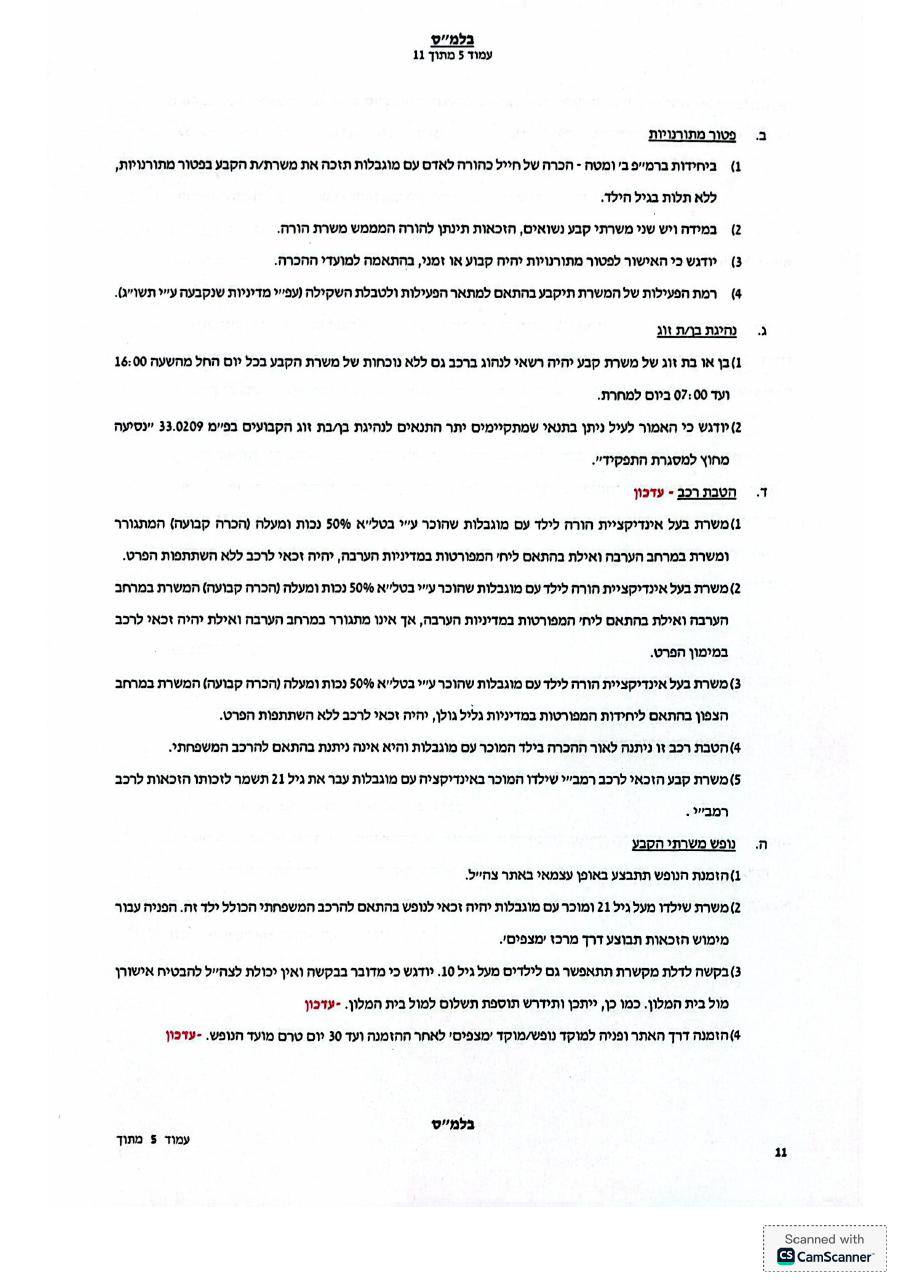 בלמ"ס
עמוד 5 מתוך 11
ב. פטור מתורנויות
1) ביחידות ברמ"פ ב' ומטה - הכרה של חייל כהורה לאדם עם מוגבלות תזכה את משרת/ת הקבע בפטור מתורנויות,
ללא תלות בגיל הילד.
2) במידה ויש שני משרתי קבע נשואים, הזכאות תינתן להורה המממש משרת הורה.
3) יודגש כי האישור לפטור מתורנויות יהיה קבוע או זמני, בהתאמה למועדי ההכרה.
4) רמת הפעילות של המשרת תיקבע בהתאם למתאר הפעילות ולטבלת השקילה (עפ"י מדיניות שנקבעה ע"י תשו"ג).
ג. נהיגת בן/ת זוג
1) בן או בת זוג של משרת קבע יהיה רשאי לנהוג ברכב גם ללא נוכחות של משרת הקבע בכל יום החל מהשעה 16:00
ועד 07:00 ביום למחרת.
2) יודגש כי האמור לעיל ניתן בתנאי שמתקיימים יתר התנאים לנהיגת בן/בת זוג הקבועים בפ"מ 33.0209 "נסיעה
מחוץ למסגרת התפקיד".
ד. הטבת רכב - עדכון
1) משרת בעל אינדיקציית הורה לילד עם מוגבלות שהוכר ע"י בטל"א 50% נכות ומעלה (הכרה קבועה) המתגורר
ומשרת במרחב הערבה ואילת בהתאם ליח' המפורטות במדיניות הערבה, יהיה זכאי לרכב ללא השתתפות הפרט.
2) משרת בעל אינדיקציית הורה לילד עם מוגבלות שהוכר ע"י בטל"א 50% נכות ומעלה (הכרה קבועה) המשרת במרחב
הערבה ואילת בהתאם ליח' המפורטות במדיניות הערבה, אך אינו מתגורר במרחב הערבה ואילת יהיה זכאי לרכב
במימון הפרט.
3) משרת בעל אינדיקציית הורה לילד עם מוגבלות שהוכר ע"י בטל"א 50% נכות ומעלה (הכרה קבועה) המשרת במרחב
הצפון בהתאם ליחידות המפורטות במדיניות גליל גולן, יהיה זכאי לרכב ללא השתתפות הפרט.
4) הטבת רכב זו ניתנה לאור ההכרה בילד המוכר עם מוגבלות והיא אינה ניתנת בהתאם להרכב המשפחתי.
5) משרת קבע הזכאי לרכב רמב"י שילדו המוכר באינדיקציה עם מוגבלות עבר את גיל 21 תשמר לזכותו הזכאות לרכב
רמב"י .
ה. נופש משרתי הקבע
1) הזמנת הנופש תתבצע באופן עצמאי באתר צה"ל.
2) משרת שילדו מעל גיל 21 ומוכר עם מוגבלות יהיה זכאי לנופש בהתאם להרכב המשפחתי הכולל ילד זה. הפניה עבור
מימוש הזכאות תבוצע דרך מרכז 'מצפים'.
3) בקשה לדלת מקשרת תתאפשר גם לילדים מעל גיל 10. יודגש כי מדובר בבקשה ואין יכולת לצה"ל להבטיח אישורן
מול בית המלון. כמו כן, ייתכן ותידרש תוספת תשלום למול בית המלון. -עדכון
4) הזמנה דרך האתר ופניה למוקד נופש/מוקד 'מצפים' לאחר ההזמנה ועד 30 יום טרם מועד הנופש. -עדכון
בלמ"ס
עמוד 5 מתוך
11
Scanned with
CS CamScanner